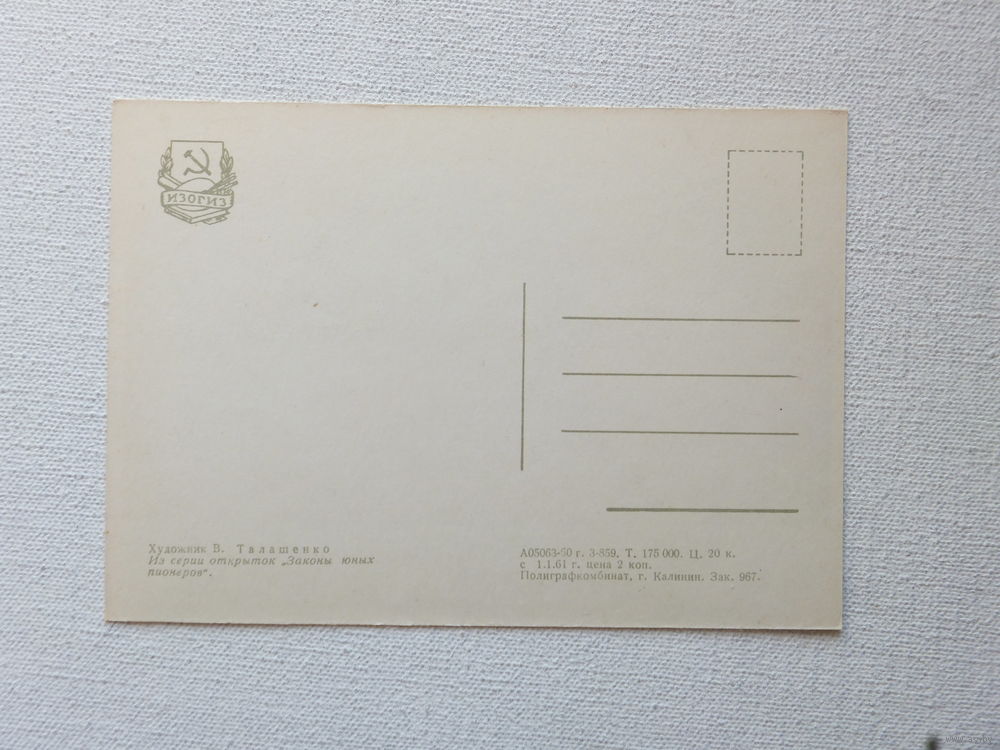 ИЗОГИЗ
Художник В. Талашенко
Из серии открыток „Законы юных
пионеров“.
А05063-60 г. 3-859. Т. 175 000. Ц. 20 к.
с 1.1.61 г. цена 2 коп.
Полиграфкомбинат, г. Калинин. Зак. 967.